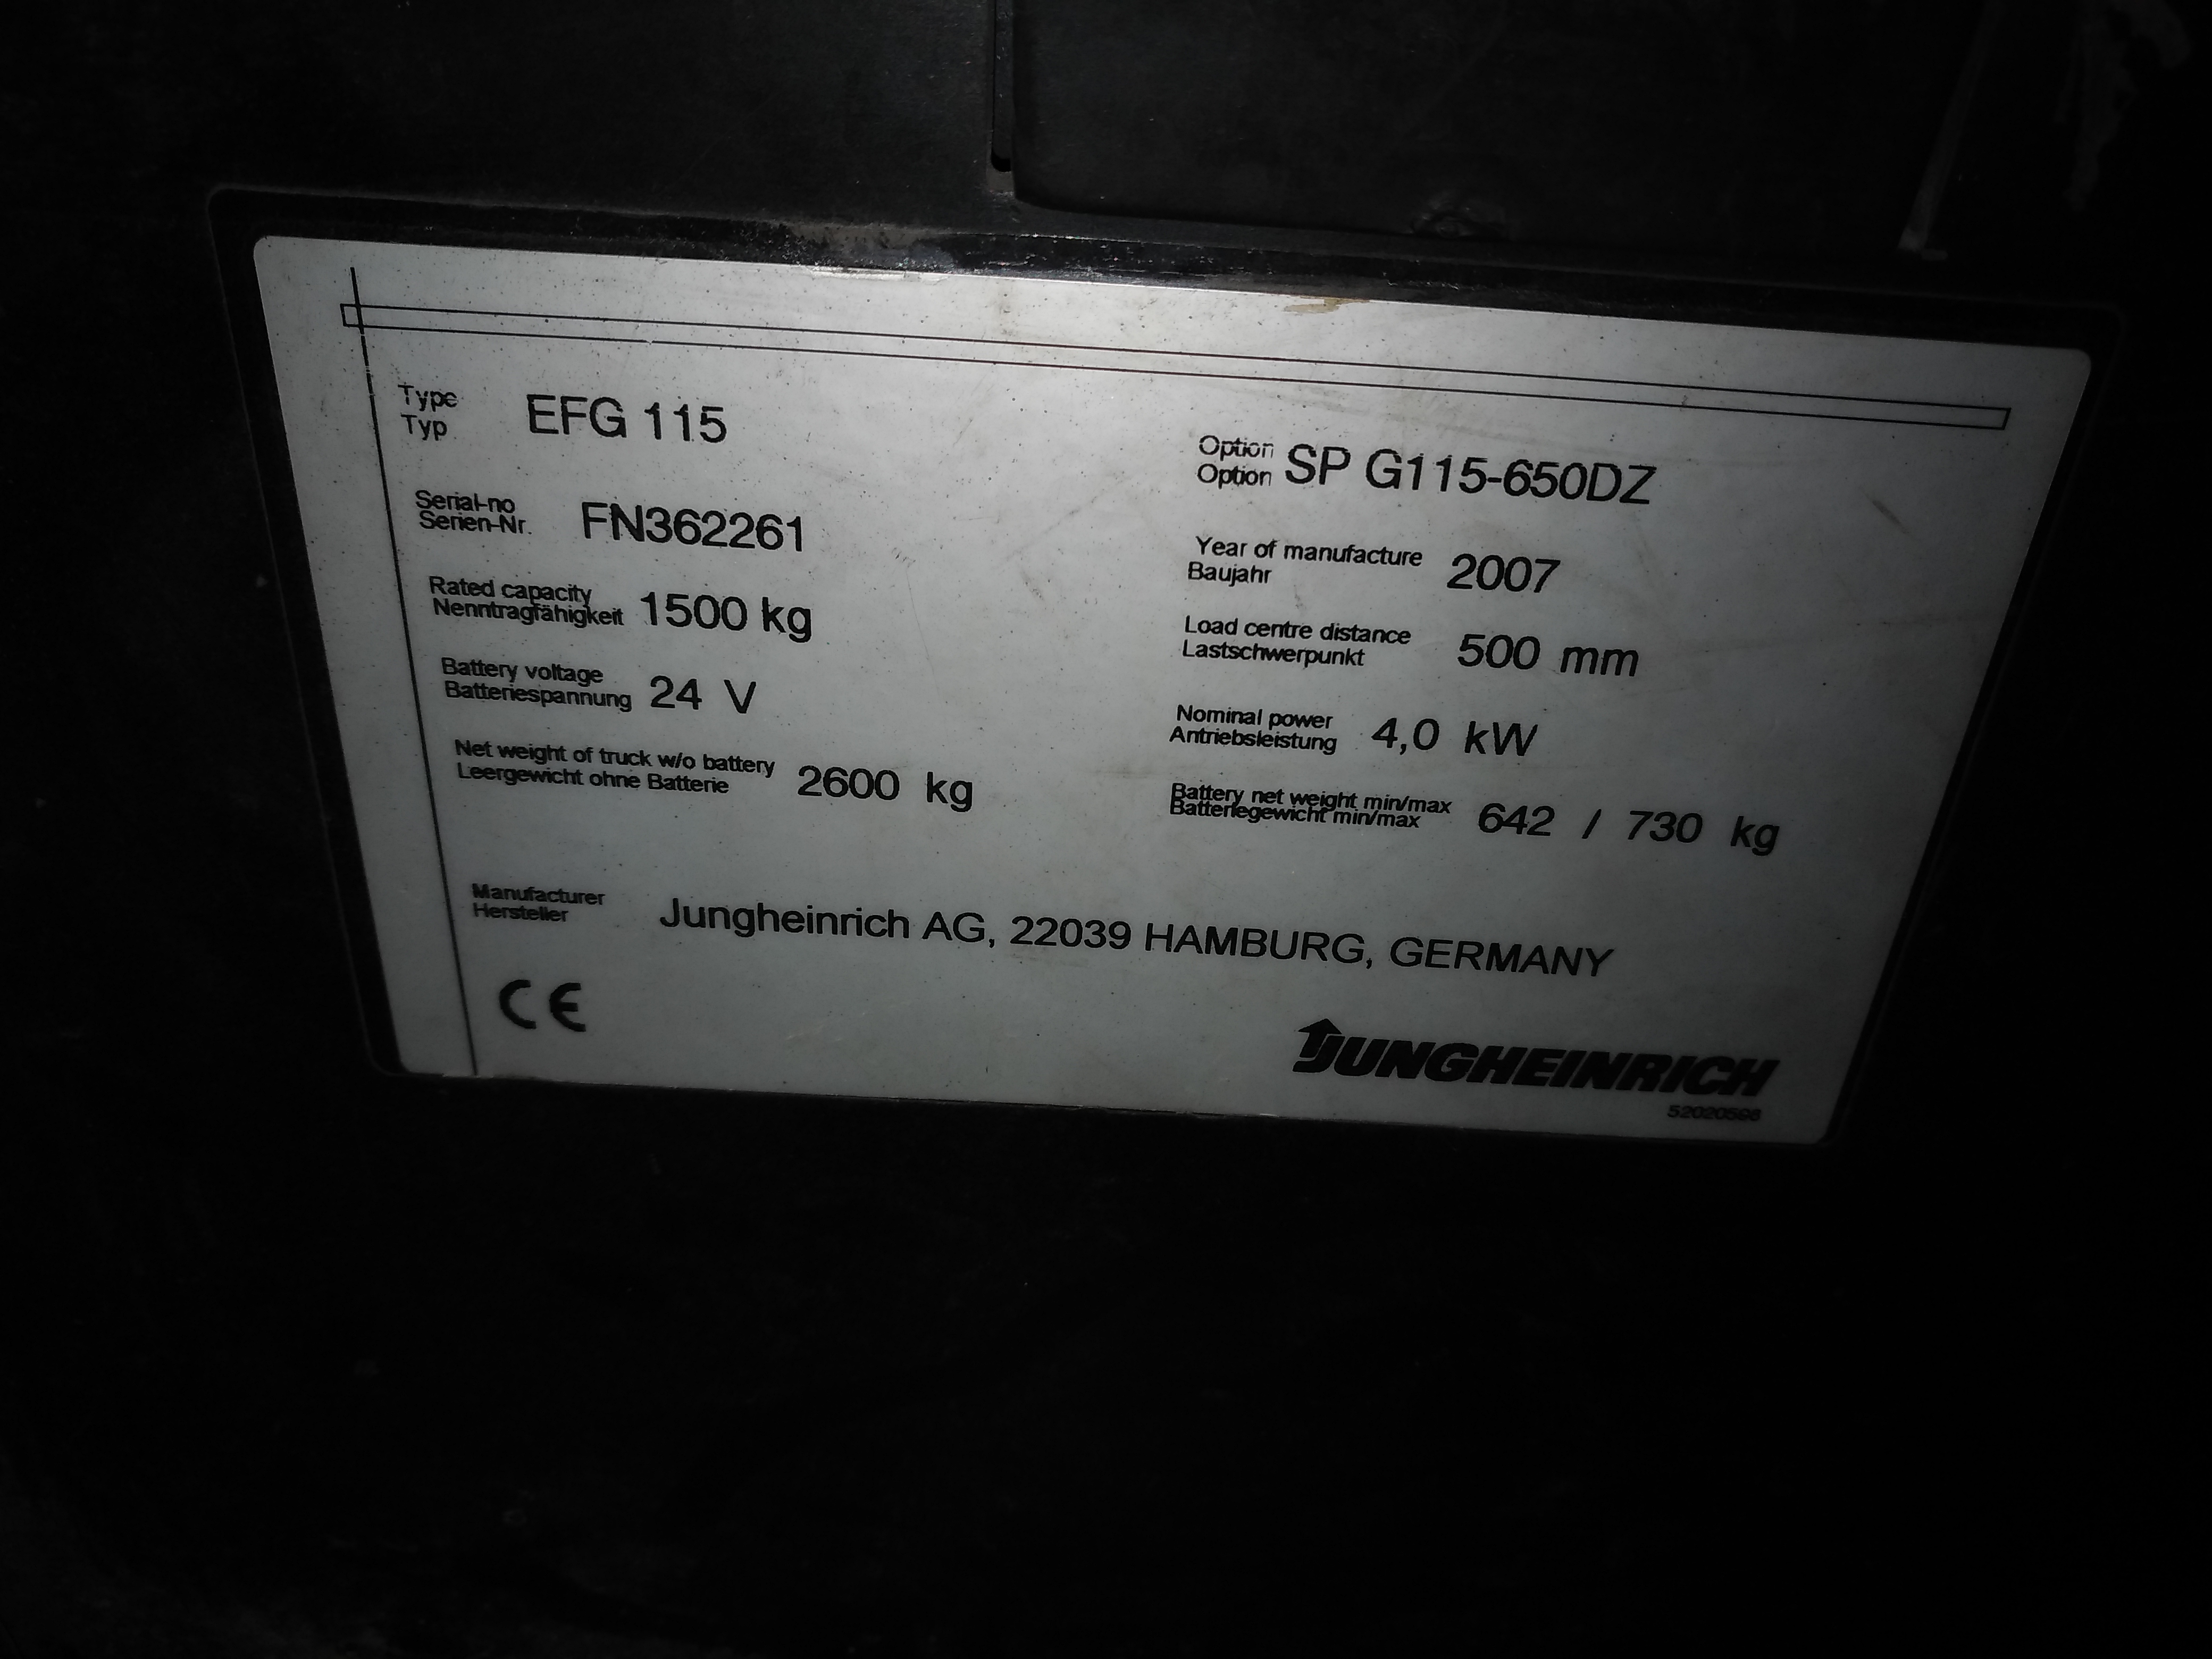 Type
Typ
EFG 115
Option
Option
SP G115-650DZ
Serial-no
Serien-Nr.
FN362261
Year of manufacture
Baujahr
2007
Rated capacity
Nenntragfähigkeit
1500 kg
Load centre distance
Lastschwerpunkt
500 mm
Battery voltage
Batteriespannung
24 V
Nominal power
Antriebsleistung
4,0 kW
Net weight of truck w/o battery
Leergewicht ohne Batterie
2600 kg
Battery net weight min/max
Batteriegewicht min/max
642 / 730 kg
Manufacturer
Hersteller
Jungheinrich AG, 22039 HAMBURG, GERMANY
CE
JUNGHEINRICH